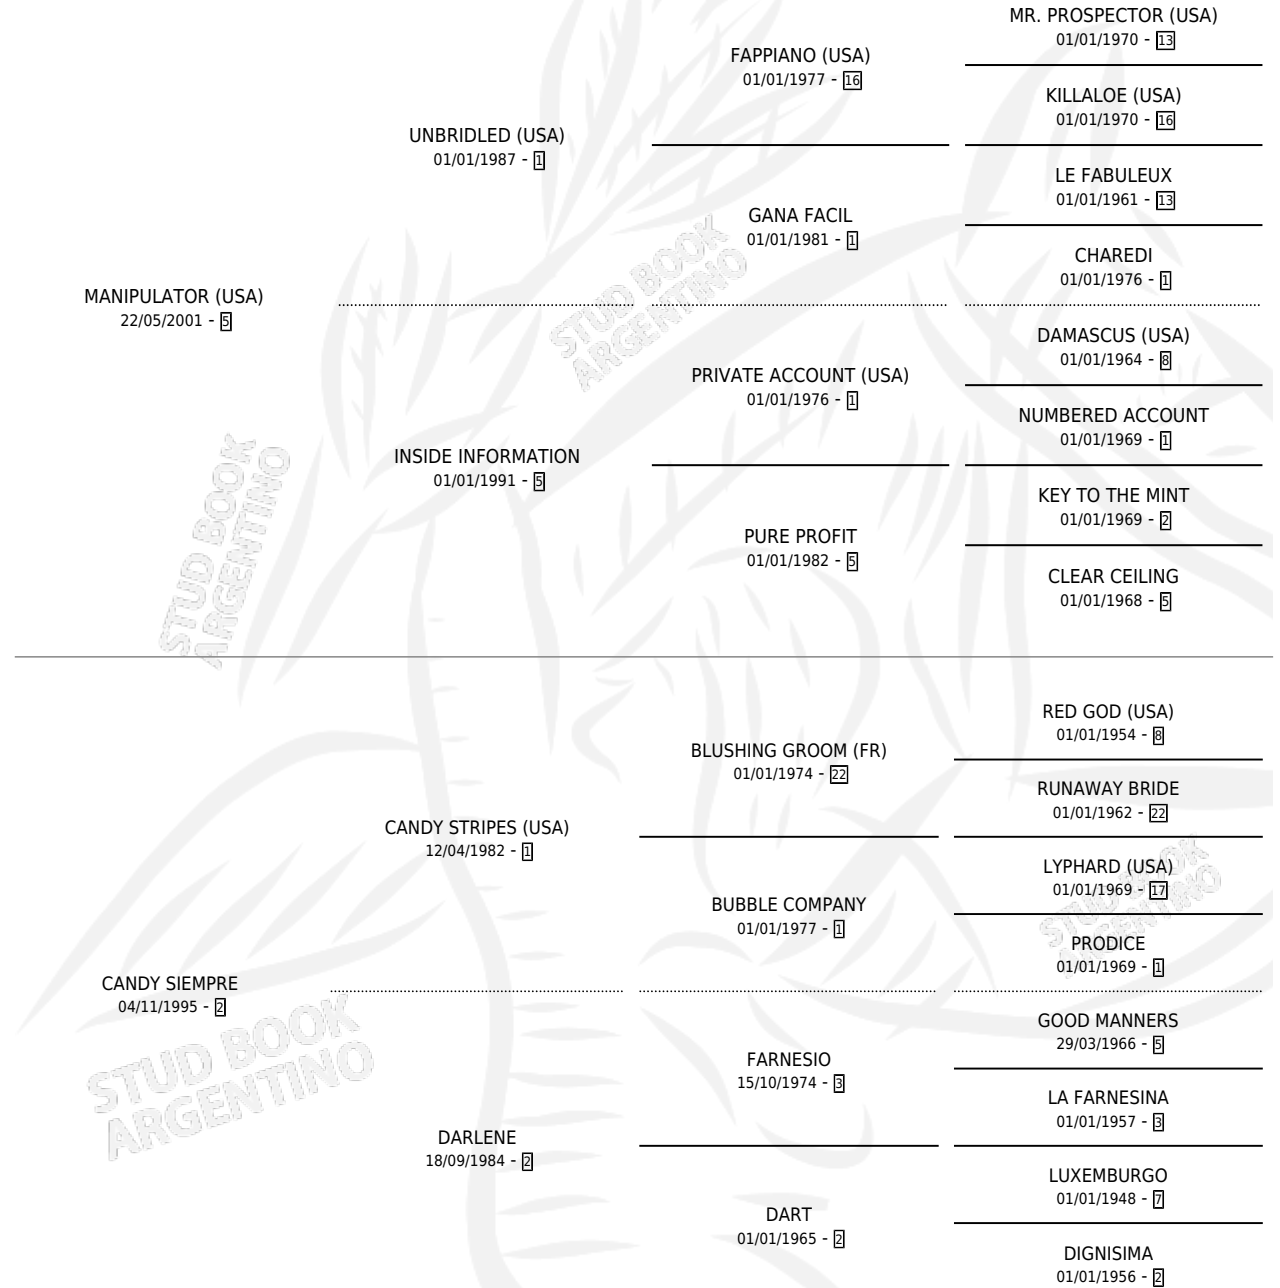 MR. PROSPECTOR (USA)
01/01/1970 - 13
FAPPIANO (USA)
01/01/1977 - 16
KILLALOE (USA)
01/01/1970 - 16
UNBRIDLED (USA)
01/01/1987 - 1
LE FABULEUX
01/01/1961 - 13
GANA FACIL
01/01/1981 - 1
CHAREDI
01/01/1976 - 1
MANIPULATOR (USA)
22/05/2001 - 5
DAMASCUS (USA)
01/01/1964 - 8
PRIVATE ACCOUNT (USA)
01/01/1976 - 1
NUMBERED ACCOUNT
01/01/1969 - 1
INSIDE INFORMATION
01/01/1991 - 5
KEY TO THE MINT
01/01/1969 - 2
PURE PROFIT
01/01/1982 - 5
CLEAR CEILING
01/01/1968 - 5
STUD BOOK
ARGENTINO
STUD BOOK
ARGENTINO
RED GOD (USA)
01/01/1954 - 8
BLUSHING GROOM (FR)
01/01/1974 - 22
RUNAWAY BRIDE
01/01/1962 - 22
CANDY STRIPES (USA)
12/04/1982 - 1
LYPHARD (USA)
01/01/1969 - 17
BUBBLE COMPANY
01/01/1977 - 1
PRODICE
01/01/1969 - 1
CANDY SIEMPRE
04/11/1995 - 2
GOOD MANNERS
29/03/1966 - 5
FARNESIO
15/10/1974 - 3
LA FARNESINA
01/01/1957 - 3
DARLENE
18/09/1984 - 2
LUXEMBURGO
01/01/1948 - 7
DART
01/01/1965 - 2
DIGNISIMA
01/01/1956 - 2
STUD BOOK
ARGENTINO
STUD BOOK
ARGENTINO